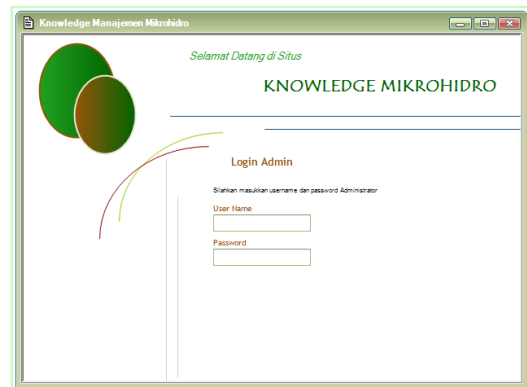 Knowledge Manajemen Mikrohidro
Selamat Datang di Situs
KNOWLEDGE MIKROHIDRO
Login Admin
Silahkan masukkan username dan password Administrator
User Name
Password